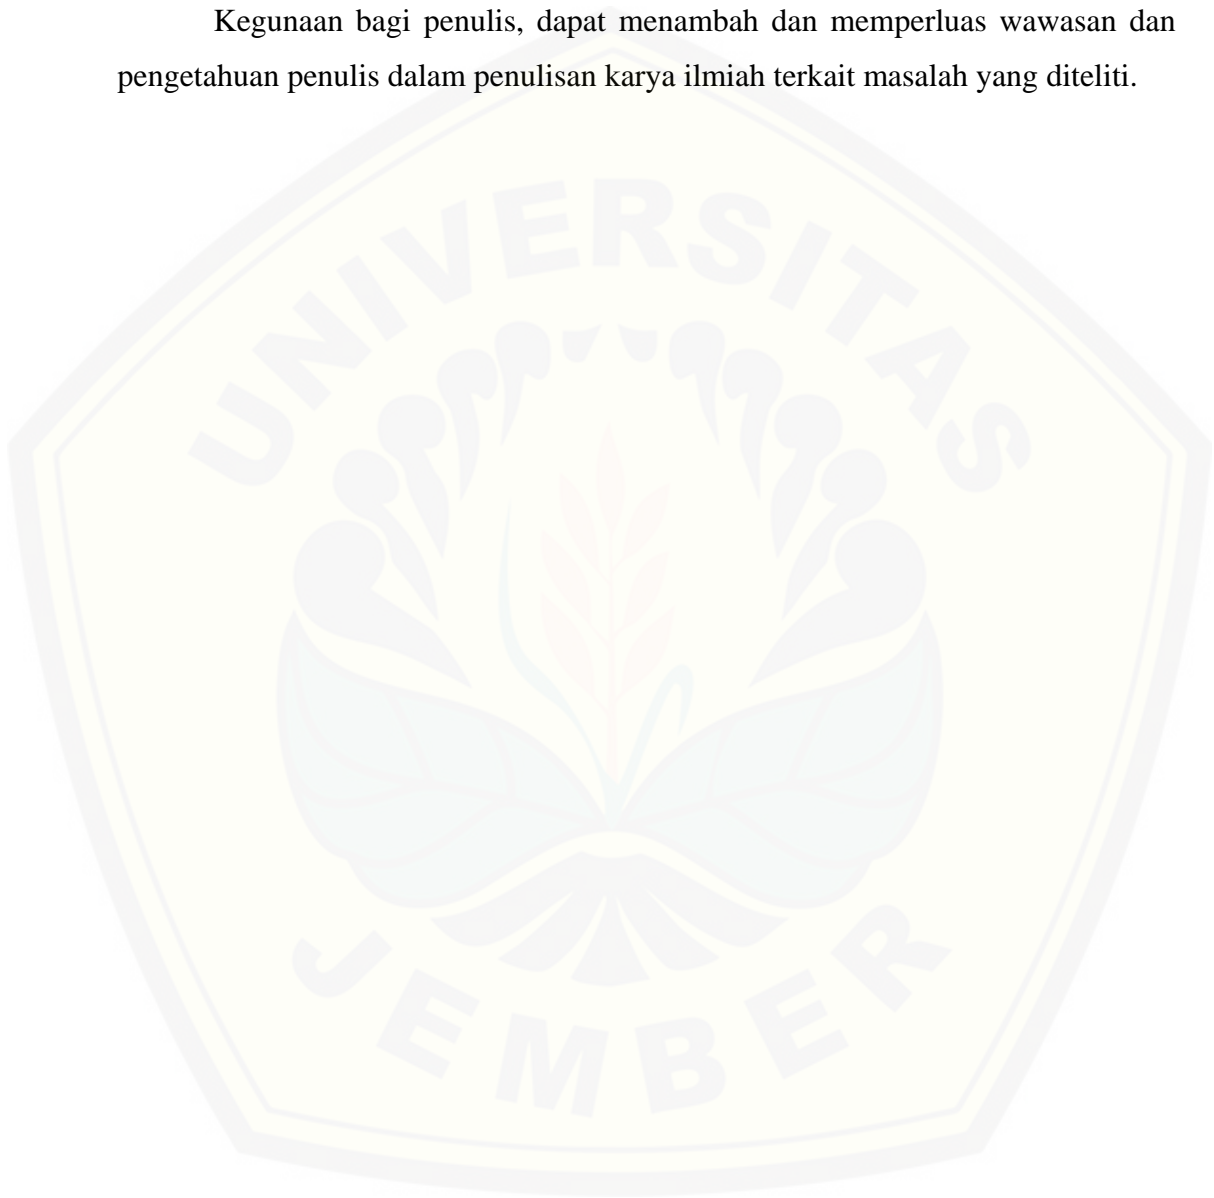 Kegunaan bagi penulis, dapat menambah dan memperluas wawasan dan
pengetahuan penulis dalam penulisan karya ilmiah terkait masalah yang diteliti.
UNIVERSITAS
JEMBER